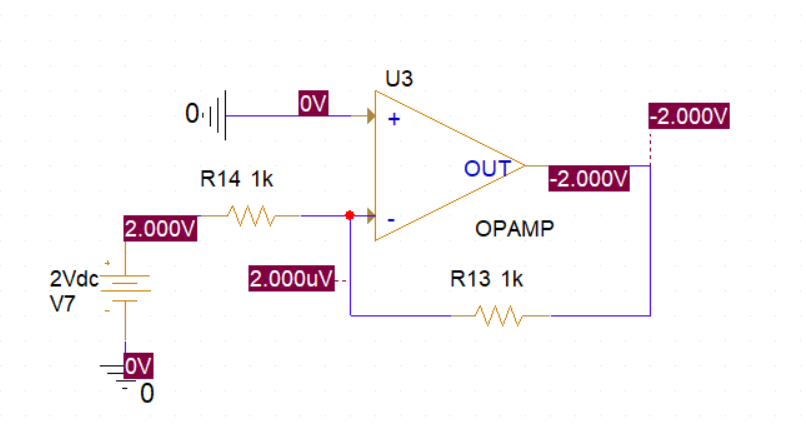 U3
0
0V
+
-2.000V
OUT
-2.000V
R14 1k
-
2.000V
OPAMP
2.000uV
R13 1k
+
2Vdc
V7
-
0V
0